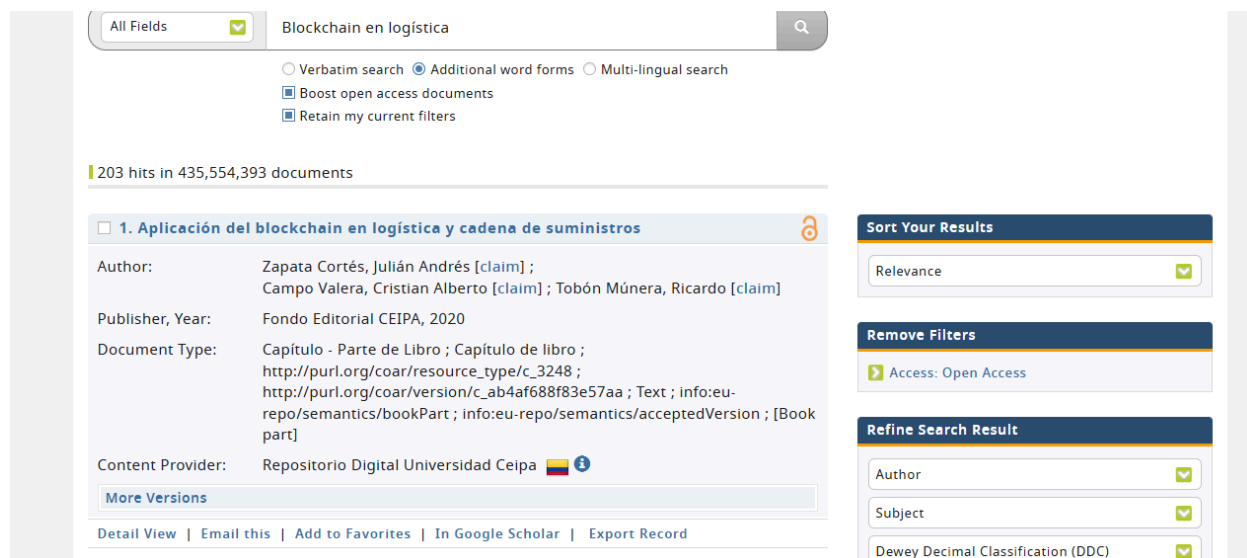 All Fields
Blockchain en logística
Verbatim search
Additional word forms
Multi-lingual search
Boost open access documents
Retain my current filters
203 hits in 435,554,393 documents
1. Aplicación del blockchain en logística y cadena de suministros
Author: Zapata Cortés, Julián Andrés [claim] ;
Campo Valera, Cristian Alberto [claim] ; Tobón Múnera, Ricardo [claim]
Publisher, Year: Fondo Editorial CEIPA, 2020
Document Type: Capítulo - Parte de Libro ; Capítulo de libro ;
http://purl.org/coar/resource_type/c_3248 ;
http://purl.org/coar/version/c_ab4af688f83e57aa ; Text ; info:eu-
repo/semantics/bookPart ; info:eu-repo/semantics/acceptedVersion ; [Book
part]
Content Provider: Repositorio Digital Universidad Ceipa
More Versions
Detail View | Email this | Add to Favorites | In Google Scholar | Export Record
Sort Your Results
Relevance
Remove Filters
Access: Open Access
Refine Search Result
Author
Subject
Dewey Decimal Classification (DDC)